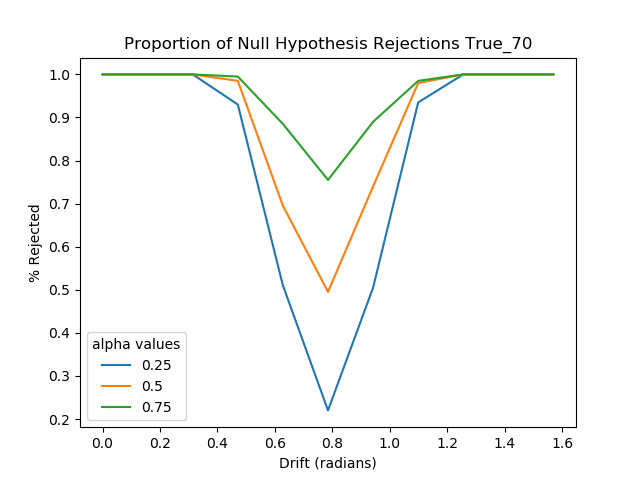 Proportion of Null Hypothesis Rejections True_70
1.0
0.9
0.8
0.7
0.6
0.5
0.4
0.3
0.2
% Rejected
alpha values
0.25
0.5
0.75
0.0 0.2 0.4 0.6 0.8 1.0 1.2 1.4 1.6
Drift (radians)